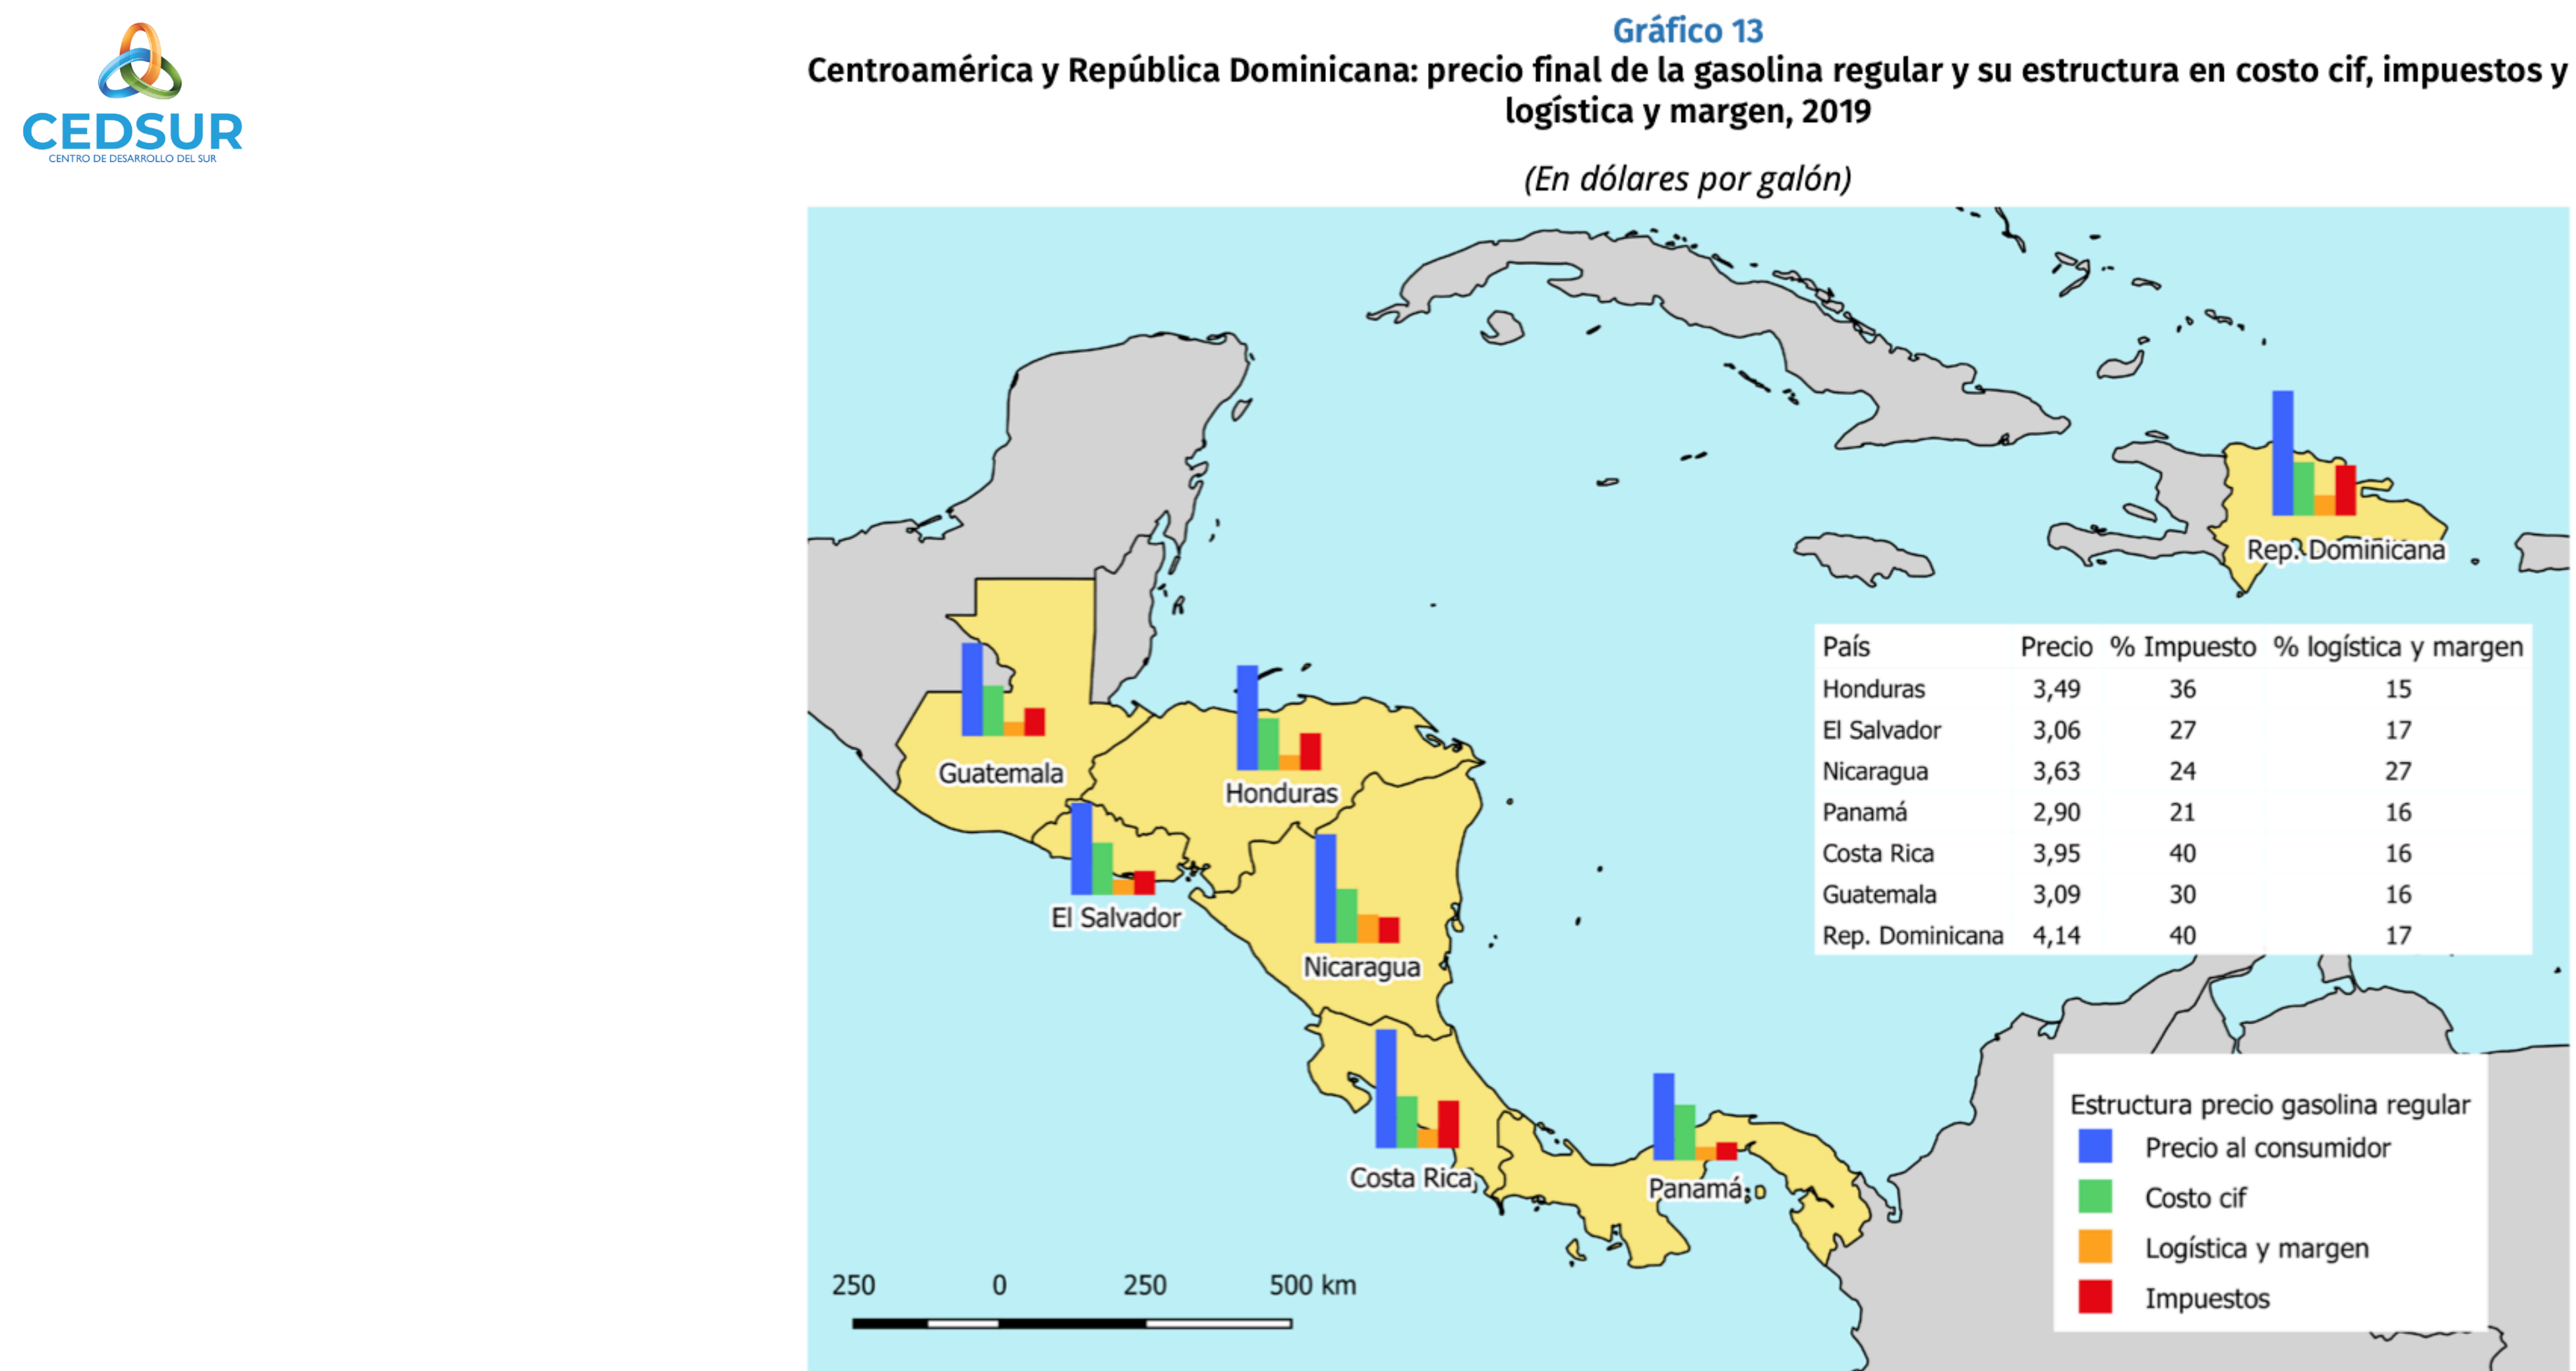 CEDSUR
CENTRO DE DESARROLLO DEL SUR
Gráfico 13
Centroamérica y República Dominicana: precio final de la gasolina regular y su estructura en costo cif, impuestos y
logística y margen, 2019
(En dólares por galón)
Rep. Dominicana
País Precio % Impuesto % logística y margen
Honduras 3,49 36 15
El Salvador 3,06 27 17
Nicaragua 3,63 24 27
Panamá 2,90 21 16
Costa Rica 3,95 40 16
Guatemala 3,09 30 16
Rep. Dominicana 4,14 40 17
Guatemala
Honduras
El Salvador
Nicaragua
Costa Rica
Panamá
Estructura precio gasolina regular
Precio al consumidor
Costo cif
Logística y margen
Impuestos
250 0 250 500 km